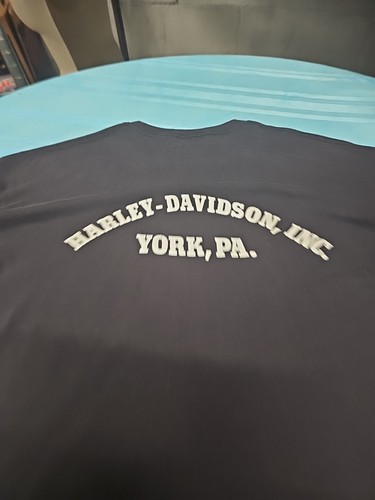 HARLEY-DAVIDSON, INC.
YORK, PA.